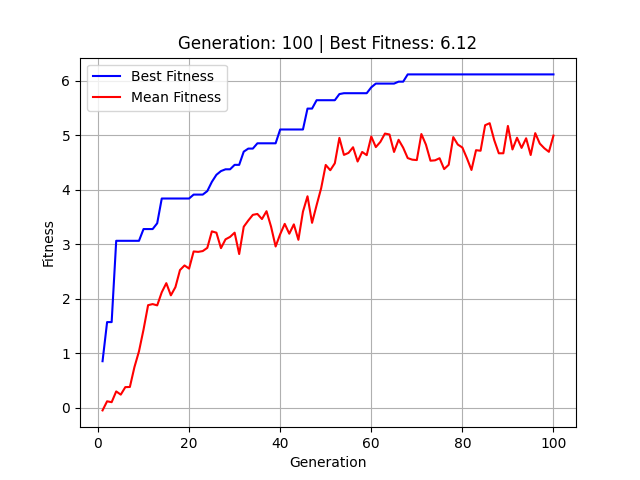 Generation: 100 | Best Fitness: 6.12
Best Fitness
Mean Fitness
6
5
4
3
2
1
0
Fitness
0 20 40 60 80 100
Generation